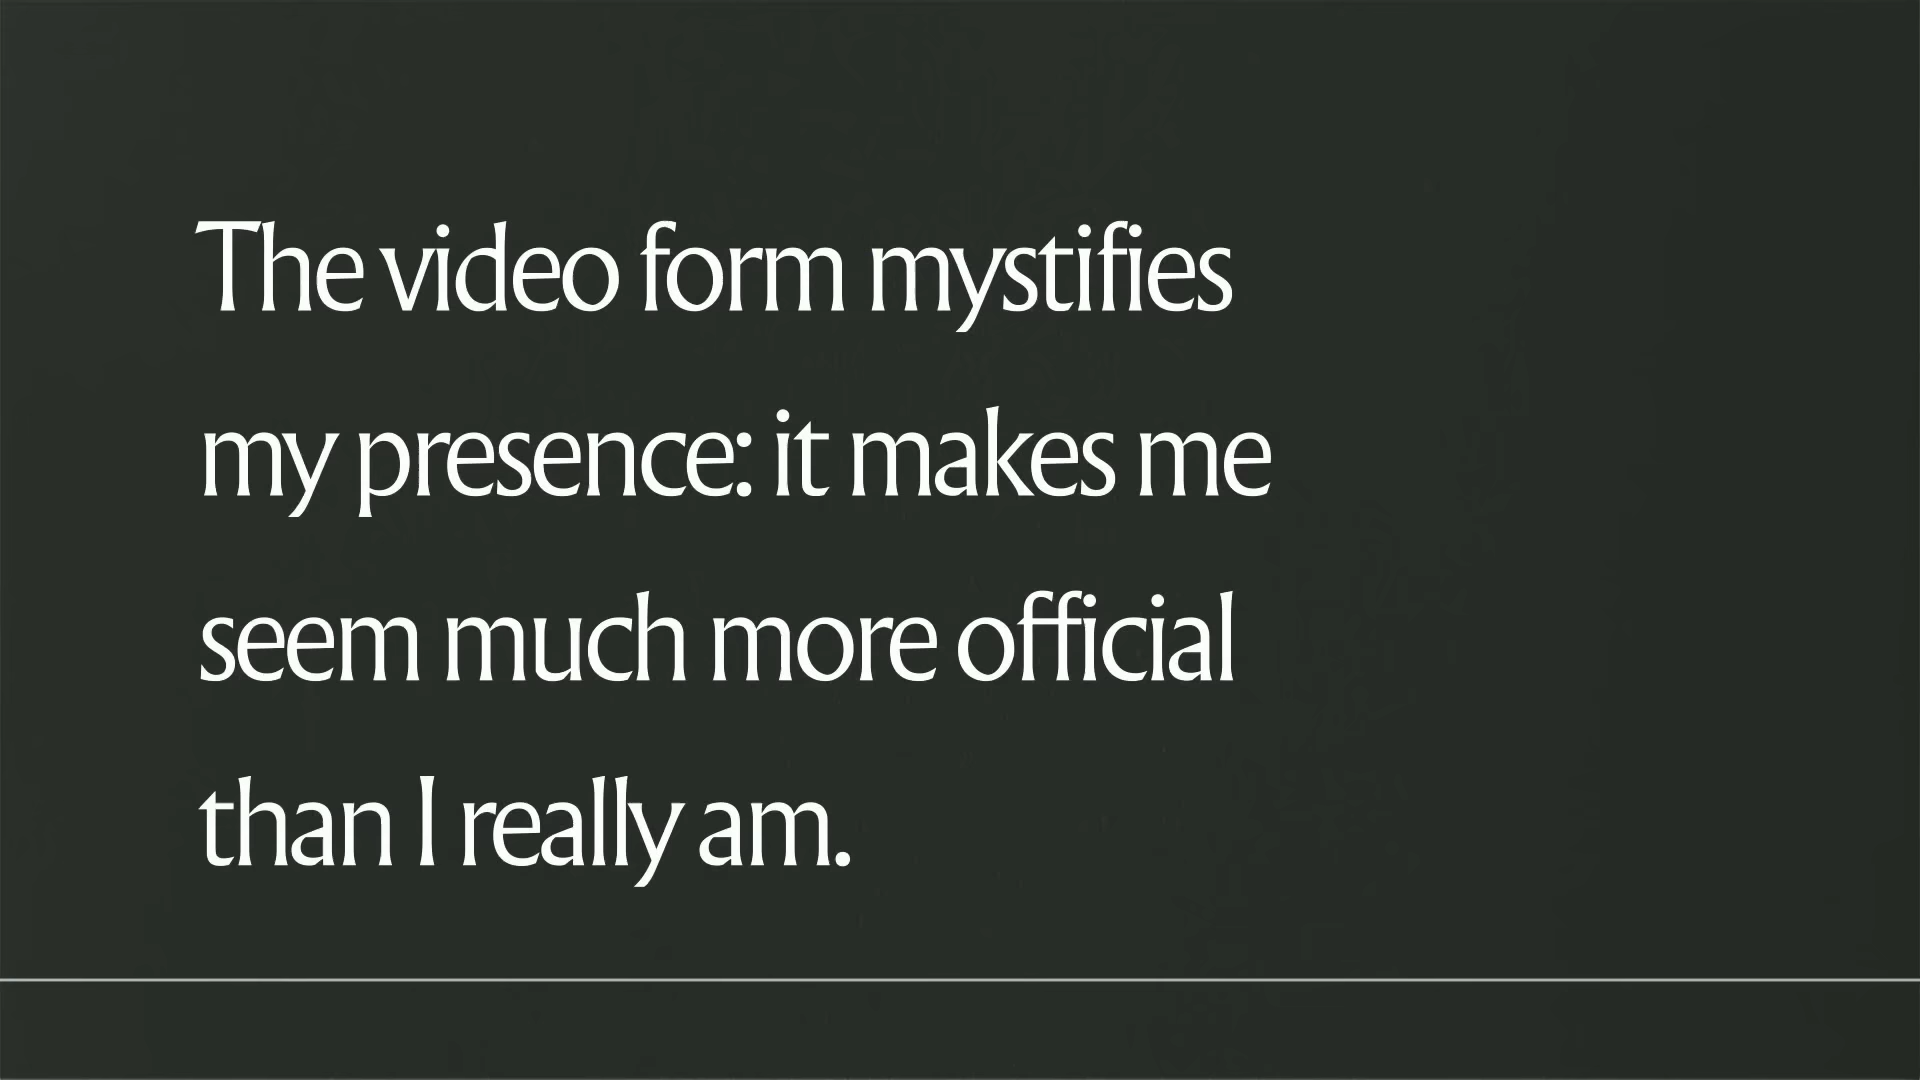 The video form mystifies
my presence: it makes me
seem much more official
than I really am.